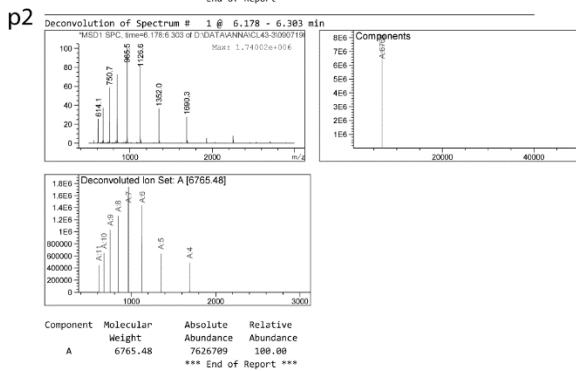 End of Report
p2
Deconvolution of Spectrum #  1 @  6.178 - 6.303 min
*MSD1 SPC, time=6.178:6.303 of D:\DATA\ANNA\CL43-3\0907191
Max: 1.74002e+006
100
80
60
40
20
0
614.1
750.7
965.5
1126.6
1352.0
1690.3
1000
2000
m/z
Components
8E6
7E6
6E6
5E6
4E6
3E6
2E6
1E6
20000
40000
Deconvoluted Ion Set: A [6765.48]
1.8E6
1.6E6
1.4E6
1.2E6
1E6
800000
600000
400000
200000
0
A:11
A:10
A:9
A:8
A:7
A:6
A:5
A:4
1000
2000
3000
Component  Molecular  Absolute  Relative
Weight  Abundance  Abundance
A  6765.48  7626709  100.00
*** End of Report ***